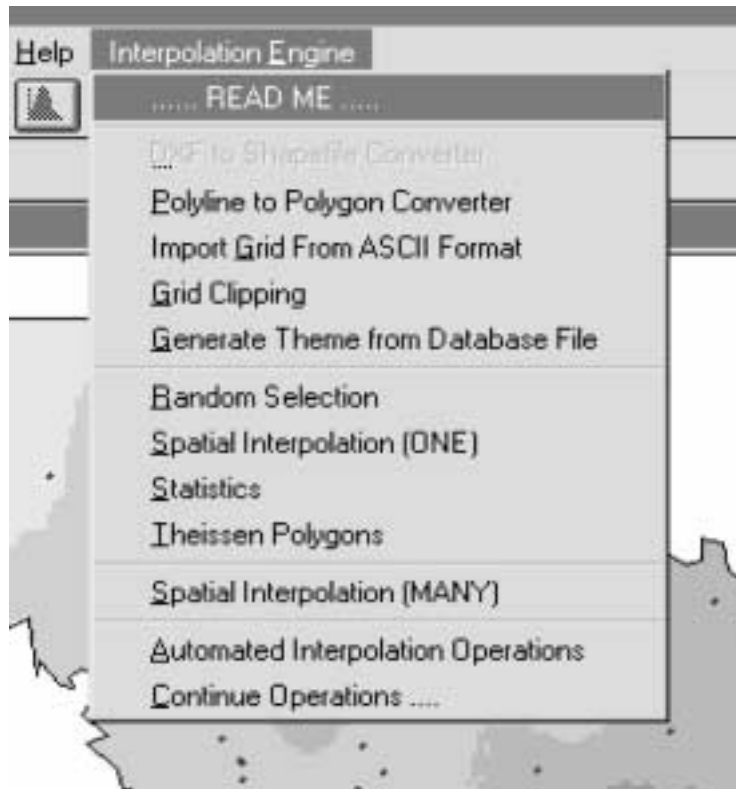 Help Interpolation Engine
...... READ ME .....
DXF to Shapefile Converter
Polyline to Polygon Converter
Import Grid From ASCII Format
Grid Clipping
Generate Theme from Database File
Random Selection
Spatial Interpolation (ONE)
Statistics
Theissen Polygons
Spatial Interpolation (MANY)
Automated Interpolation Operations
Continue Operations ....